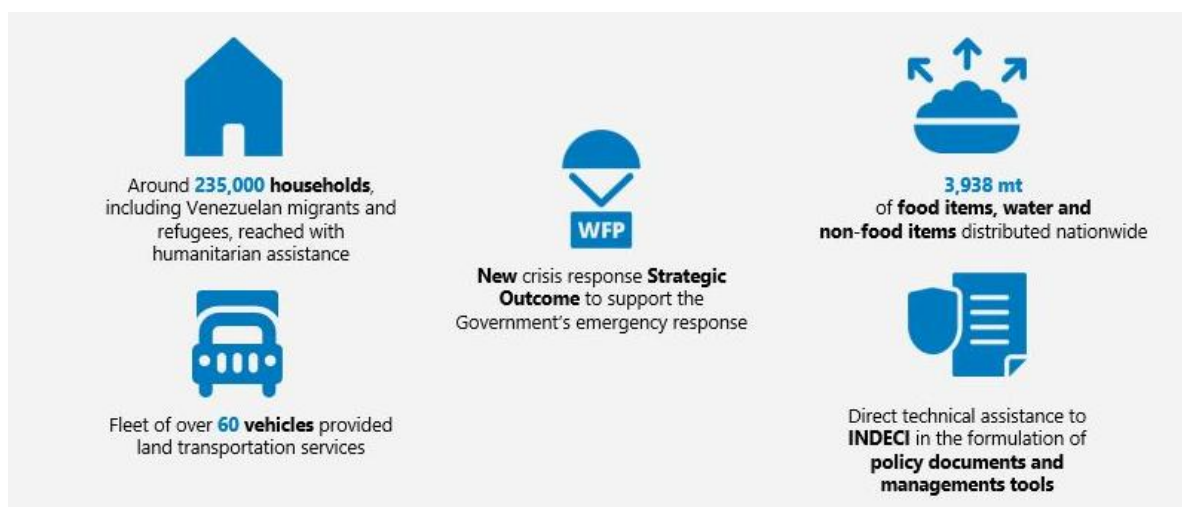 Around 235,000 households,
including Venezuelan migrants and
refugees, reached with
humanitarian assistance
Fleet of over 60 vehicles provided
land transportation services
WFP
New crisis response Strategic
Outcome to support the
Government's emergency response
3,938 mt
of food items, water and
non-food items distributed nationwide
Direct technical assistance to
INDECI in the formulation of
policy documents and
managements tools